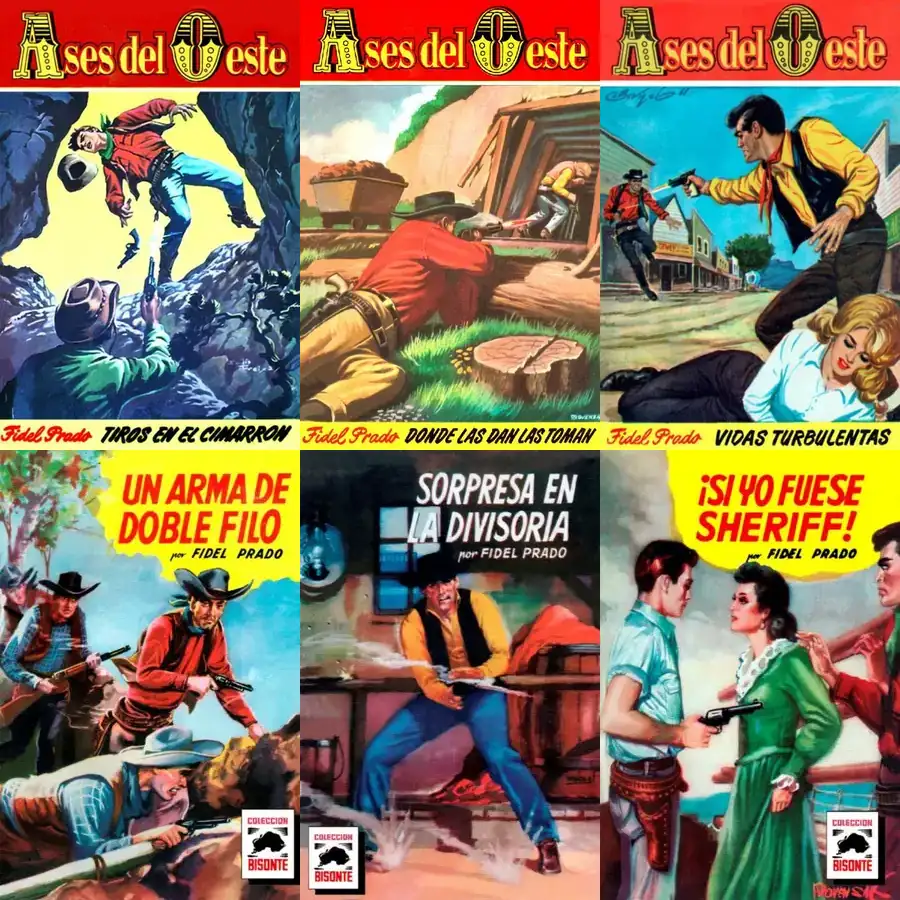 Ases del Oeste
Fidel Prado TIROS EN EL CIMARRON
Ases del Oeste
Fidel Prado DONDE LAS DAN LAS TOMAN
Ases del Oeste
Fidel Prado VIDAS TURBULENTAS
UN ARMA DE
DOBLE FILO
por FIDEL PRADO
COLECCION
BISONTE
SORPRESA EN
LA DIVISORIA
por FIDEL PRADO
COLECCION
BISONTE
¡SI YO FUESE
SHERIFF!
por FIDEL PRADO
COLECCION
BISONTE